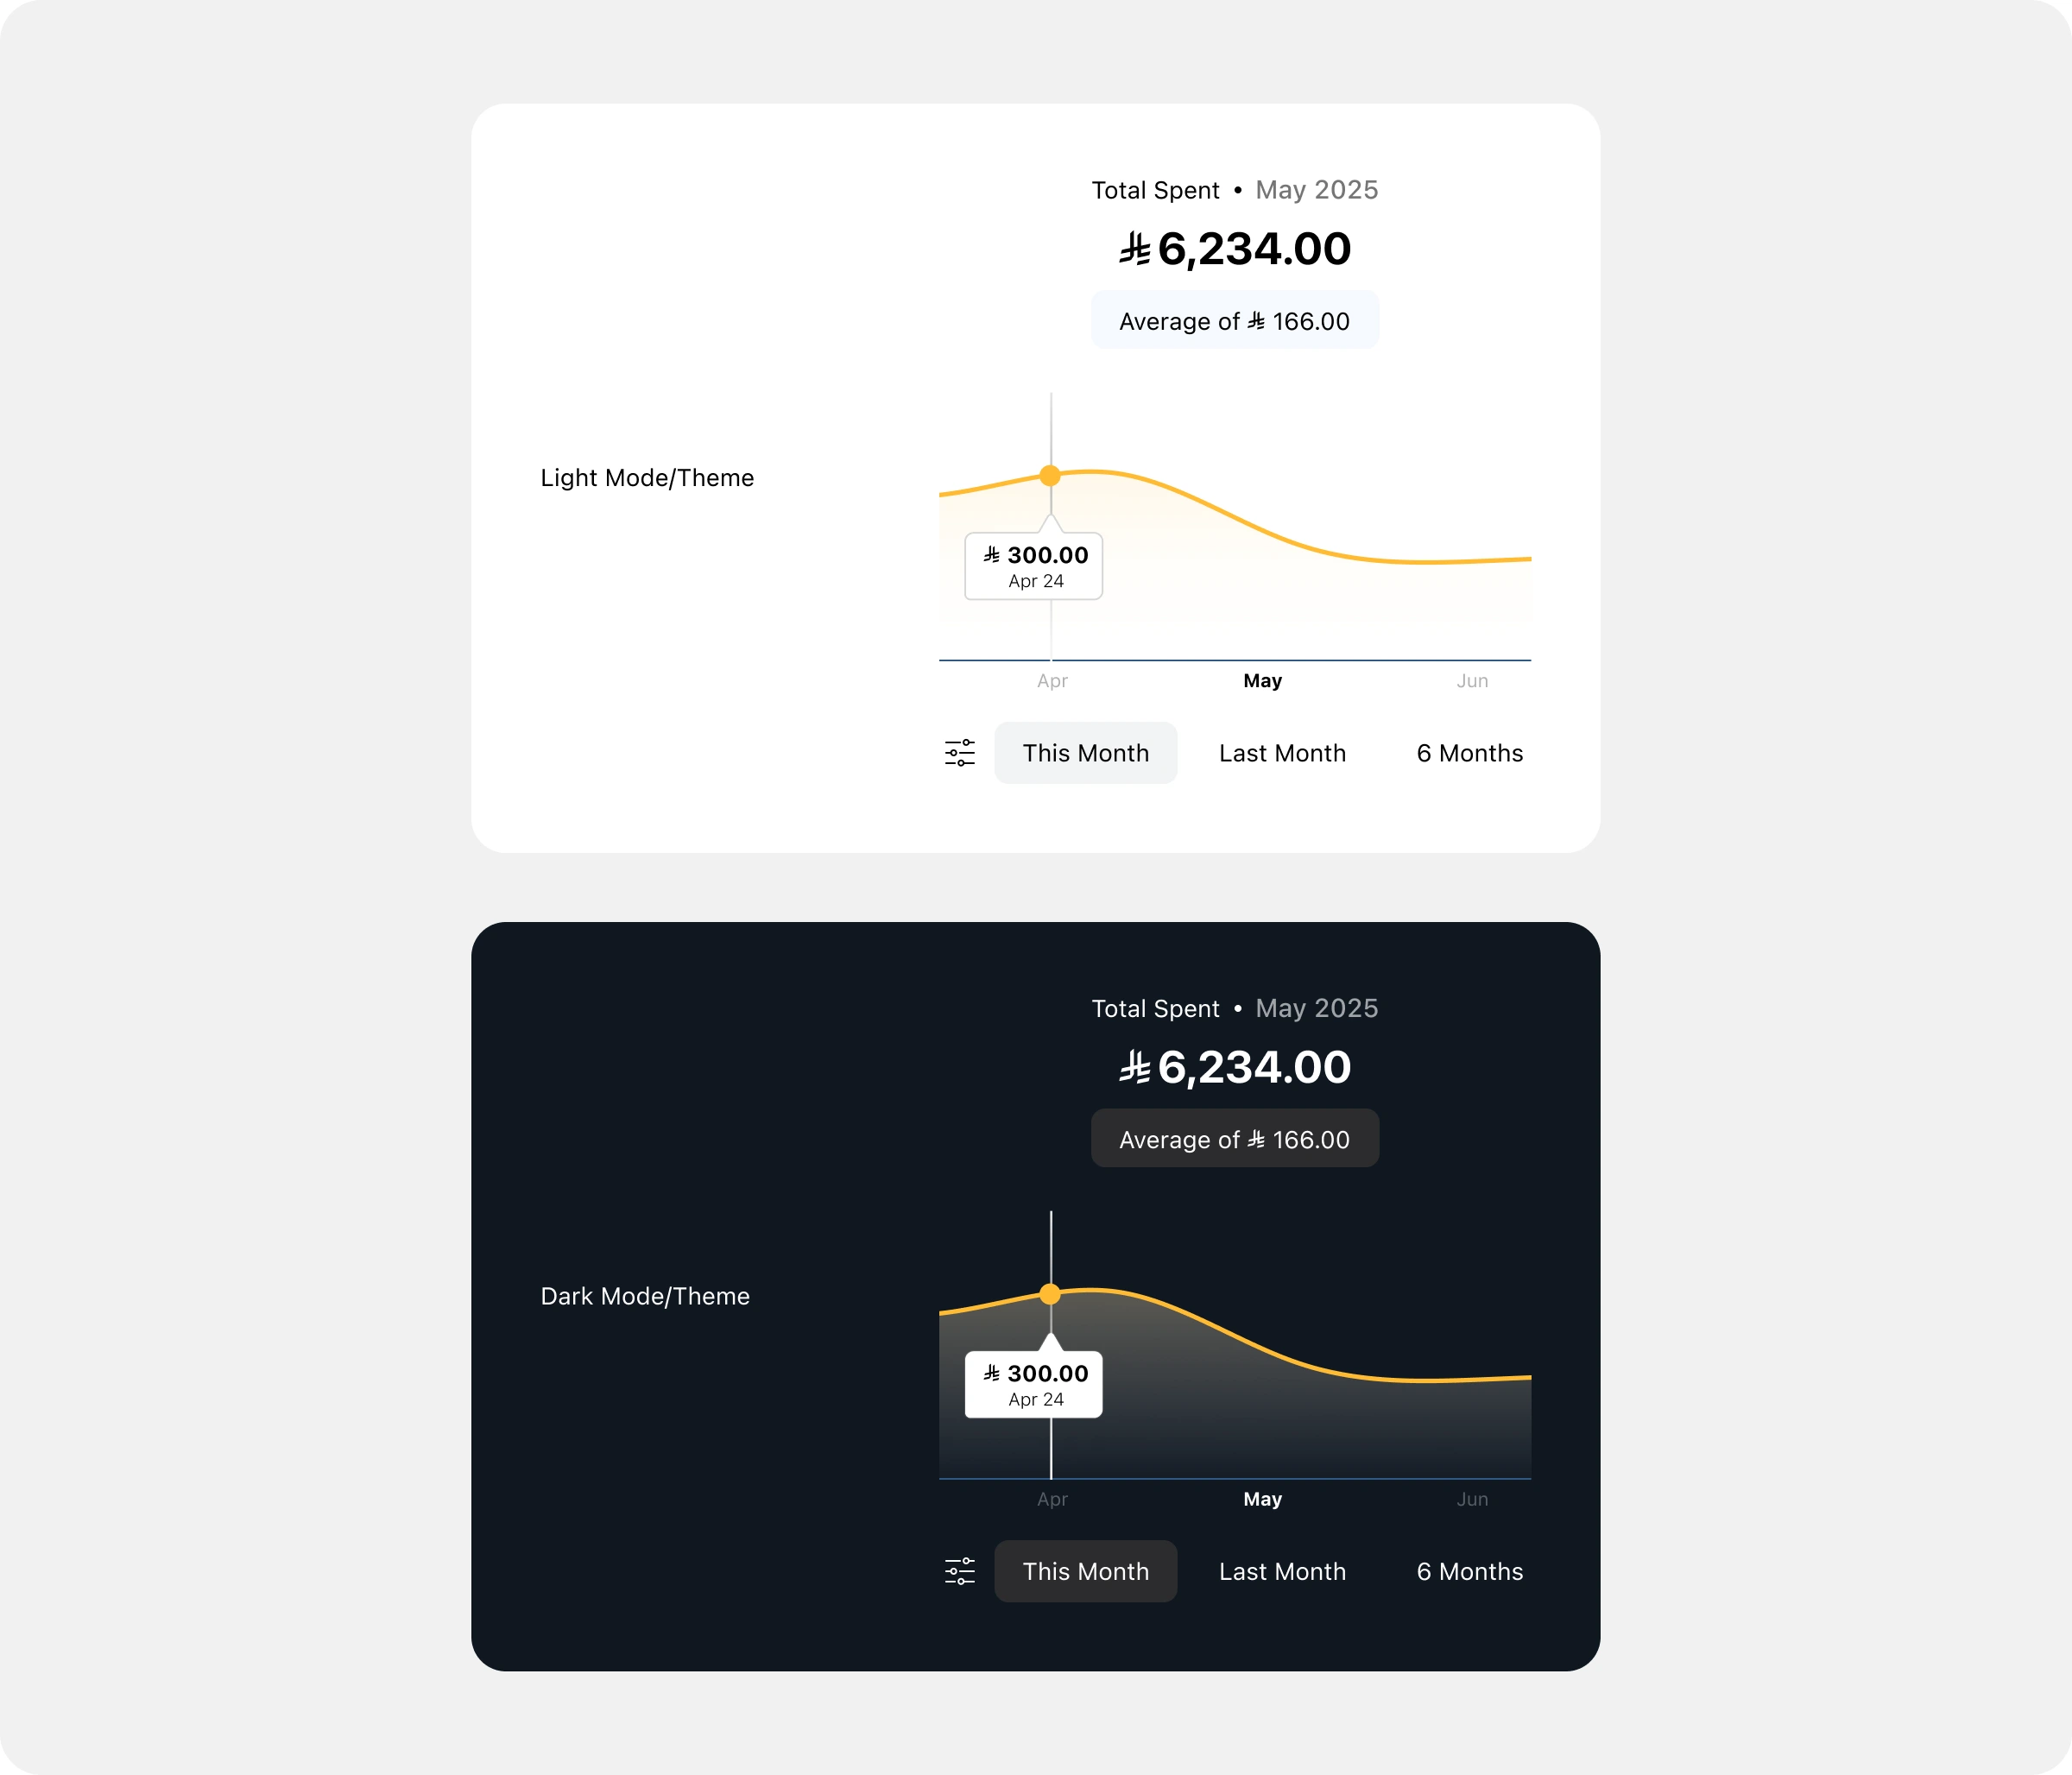 Total Spent • May 2025
⃁ 6,234.00
Average of ⃁ 166.00
Light Mode/Theme
⃁ 300.00
Apr 24
Apr May Jun
This Month Last Month 6 Months
Total Spent • May 2025
⃁ 6,234.00
Average of ⃁ 166.00
Dark Mode/Theme
⃁ 300.00
Apr 24
Apr May Jun
This Month Last Month 6 Months